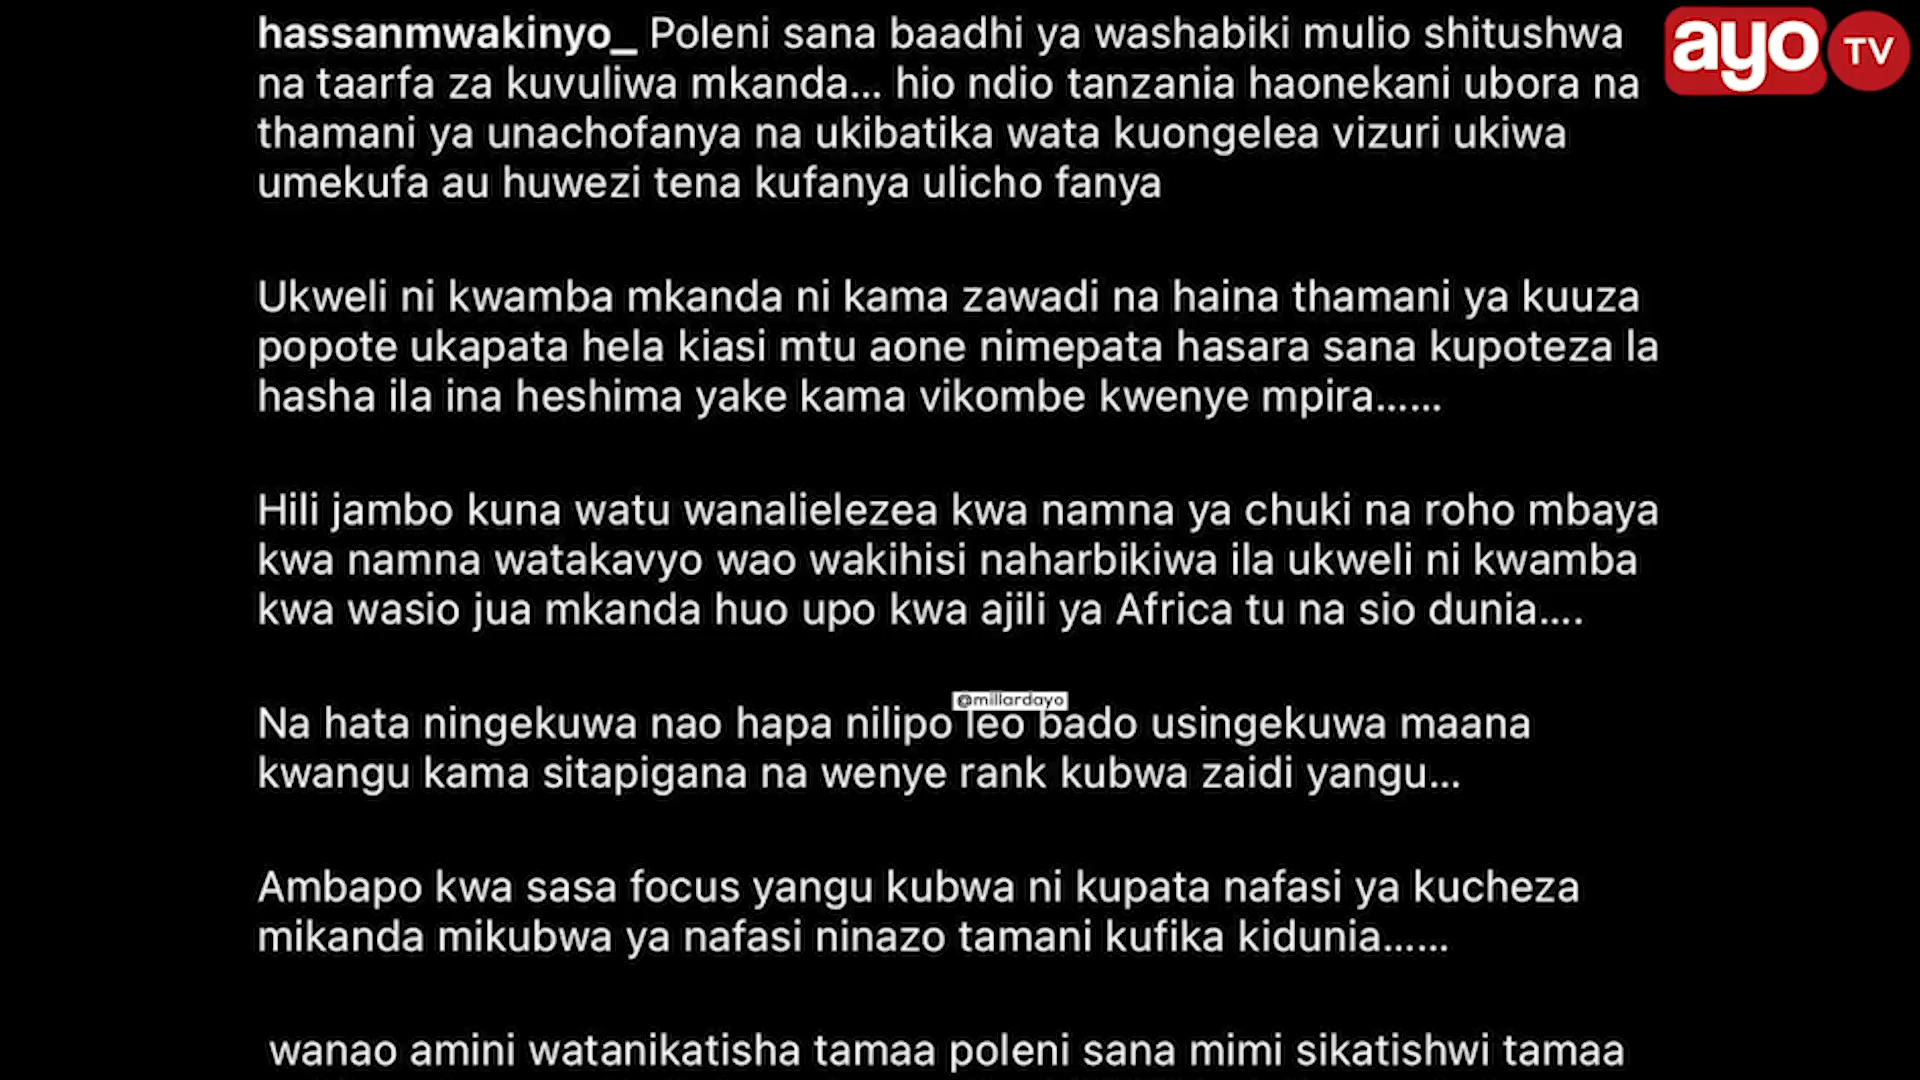 hassanmwakinyo_ Poleni sana baadhi ya washabiki mulio shitushwa
na taarfa za kuvuliwa mkanda... hio ndio tanzania haonekani ubora na
thamani ya unachofanya na ukibatika wata kuongelea vizuri ukiwa
umekufa au huwezi tena kufanya ulicho fanya
Ukweli ni kwamba mkanda ni kama zawadi na haina thamani ya kuuza
popote ukapata hela kiasi mtu aone nimepata hasara sana kupoteza la
hasha ila ina heshima yake kama vikombe kwenye mpira......
Hili jambo kuna watu wanalielezea kwa namna ya chuki na roho mbaya
kwa namna watakavyo wao wakihisi naharbikiwa ila ukweli ni kwamba
kwa wasio jua mkanda huo upo kwa ajili ya Africa tu na sio dunia....
@millardayo
Na hata ningekuwa nao hapa nilipo leo bado usingekuwa maana
kwangu kama sitapigana na wenye rank kubwa zaidi yangu...
Ambapo kwa sasa focus yangu kubwa ni kupata nafasi ya kucheza
mikanda mikubwa ya nafasi ninazo tamani kufika kidunia......
wanao amini watanikatisha tamaa poleni sana mimi sikatishwi tamaa
ayo TV